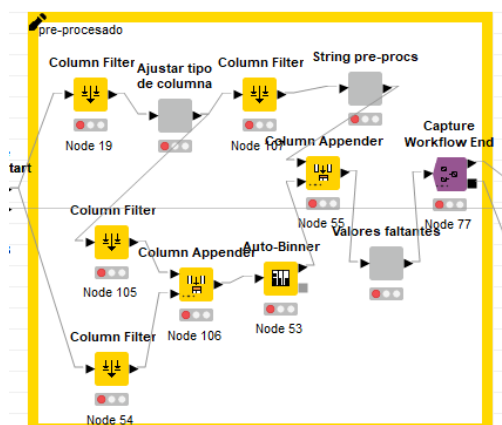 pre-procesado
Column Filter
Ajustar tipo
de columna
Column Filter
String pre-procs
Node 19
Node 107
Column Appender
Capture
Workflow End
tart
Column Filter
Node 55
Valores faltantes
Node 77
Column Appender
Auto-Binner
Node 105
Node 106
Node 53
Column Filter
Node 54